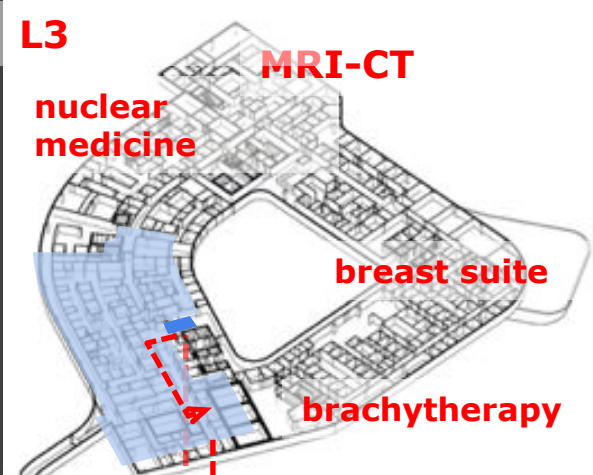 L3
MRI-CT
nuclear
medicine
breast suite
brachytherapy